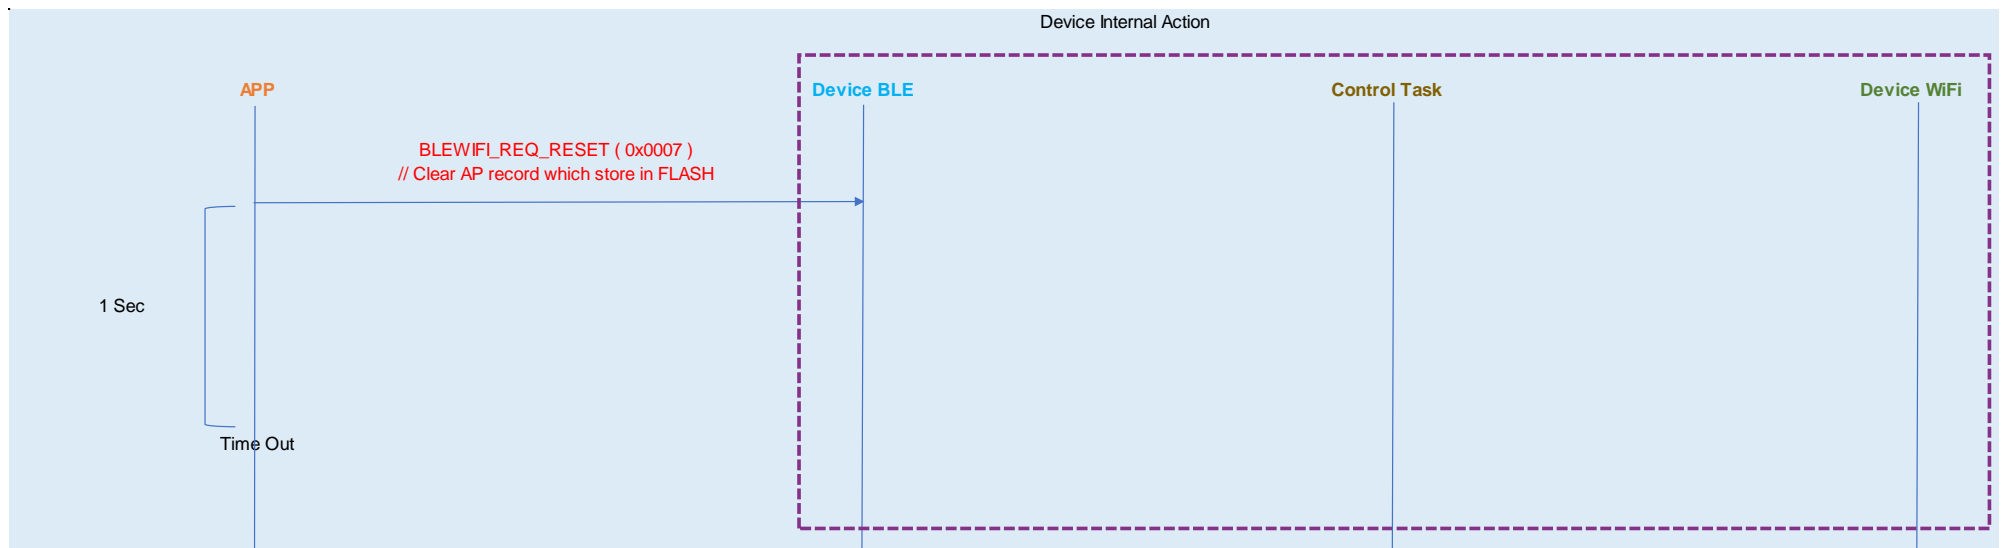 Device Internal Action
APP
Device BLE
Control Task
Device WiFi
BLEWIFI_REQ_RESET ( 0x0007 )
// Clear AP record which store in FLASH
1 Sec
Time Out